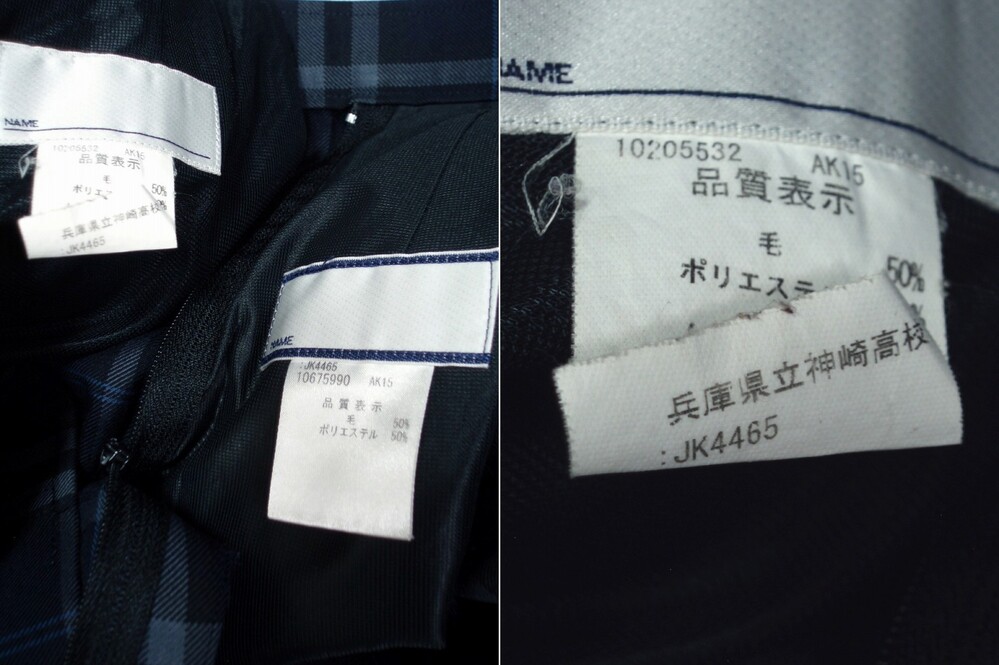 NAME
10205532 AK15
品質表示
毛 50%
ポリエ
兵庫県立神崎高校
:JK4465
NAME
:JK4465
10675990 AK15
品質表示
毛 50%
ポリエステル 50%
NAME
10205532 AK15
品質表示
毛 50%
ポリエステ
兵庫県立神崎高校
:JK4465